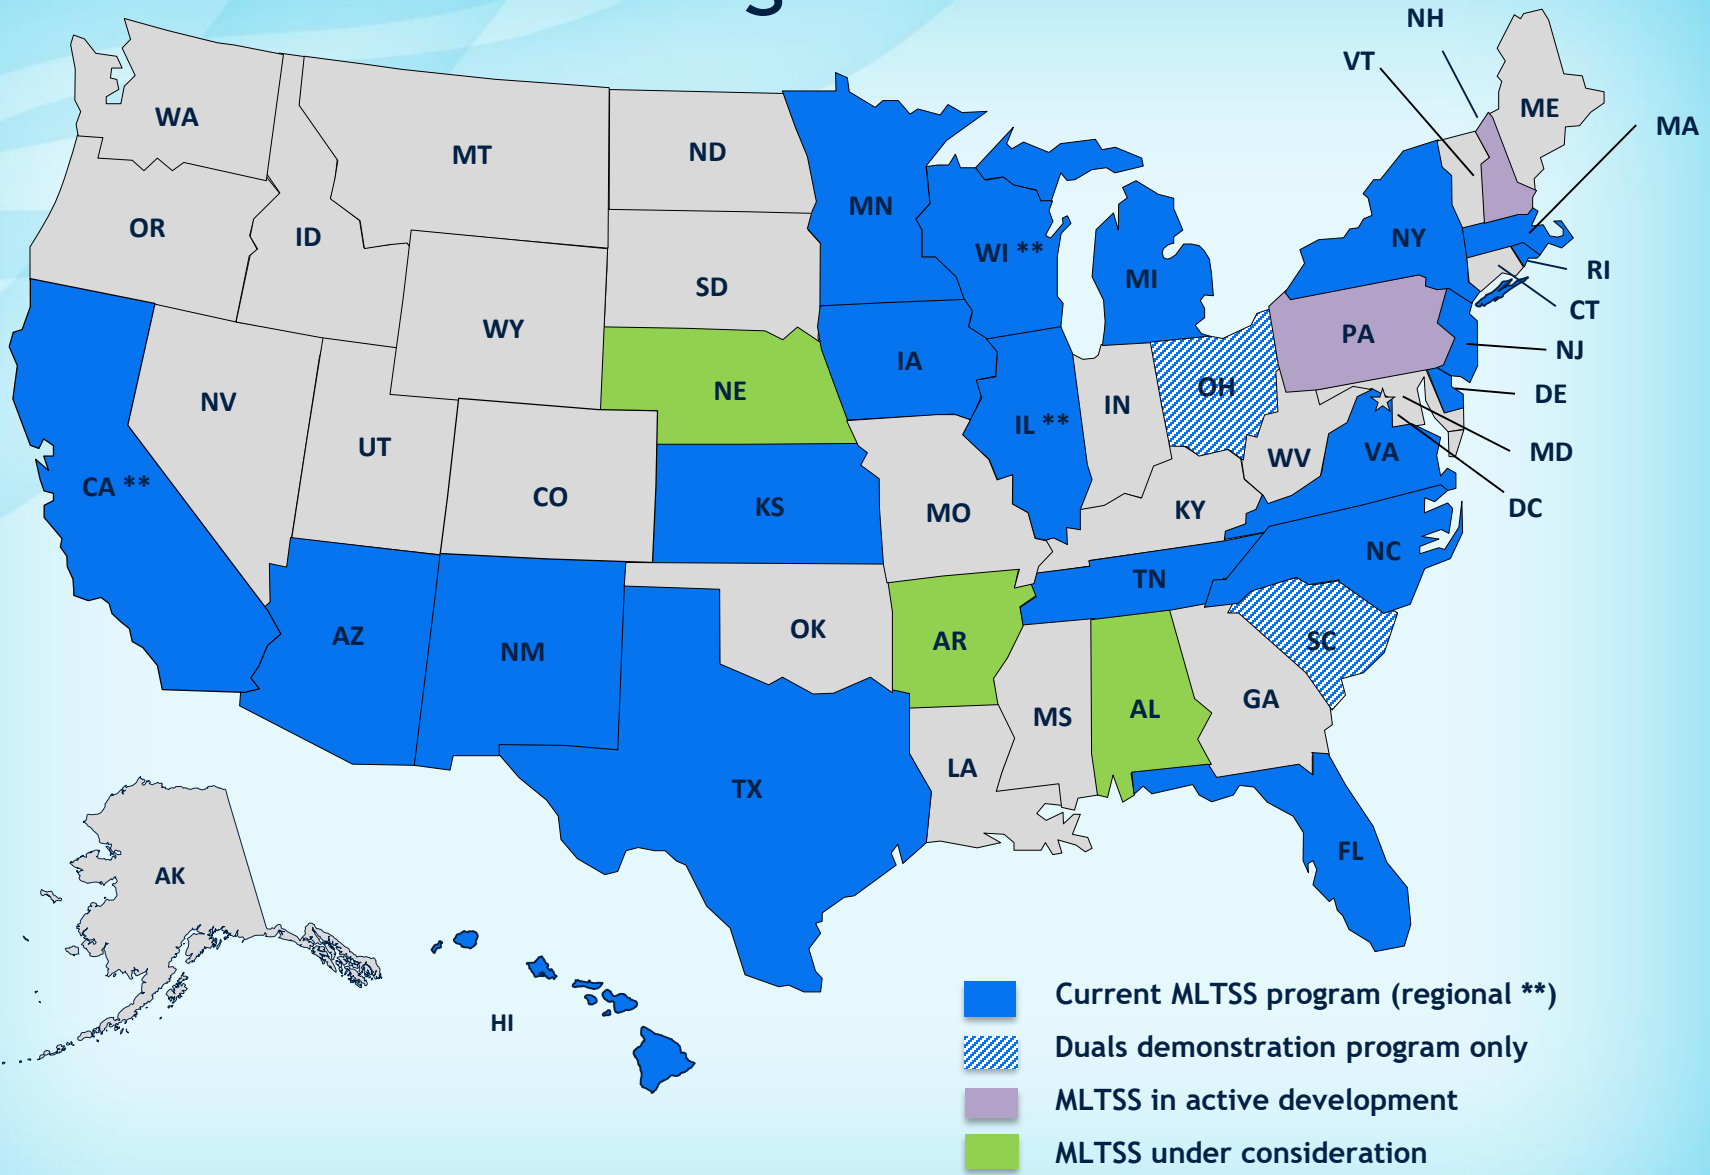 NH
VT
ME
MA
WA
MT
ND
MN
OR
ID
WI **
NY
MI
RI
SD
CT
WY
PA
NJ
IA
NE
OH
DE
NV
IN
IL **
UT
WV
VA
MD
CA **
CO
KS
MO
KY
DC
NC
TN
AZ
NM
OK
AR
SC
GA
MS
AL
LA
TX
FL
AK
HI
Current MLTSS program (regional **)
Duals demonstration program only
MLTSS in active development
MLTSS under consideration